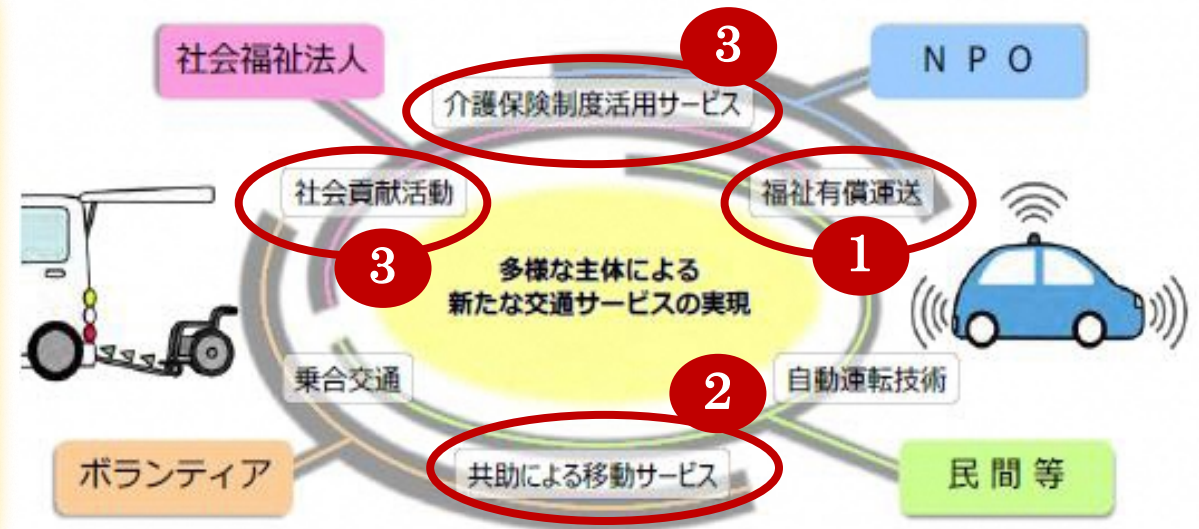 社会福祉法人
3
NPO
介護保険制度活用サービス
社会貢献活動
3
福祉有償運送
1
多様な主体による
新たな交通サービスの実現
乗合交通
2
自動運転技術
ボランティア
共助による移動サービス
民間等